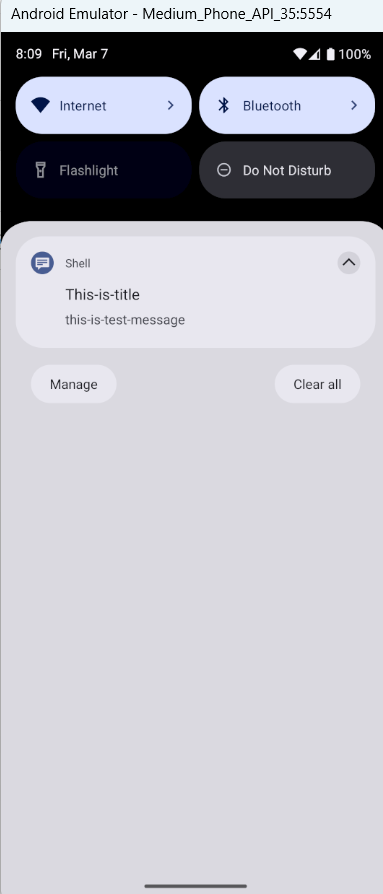 Android Emulator - Medium_Phone_API_35:5554
8:09 Fri, Mar 7 100%
Internet Bluetooth
Flashlight Do Not Disturb
Shell
This-is-title
this-is-test-message
Manage Clear all